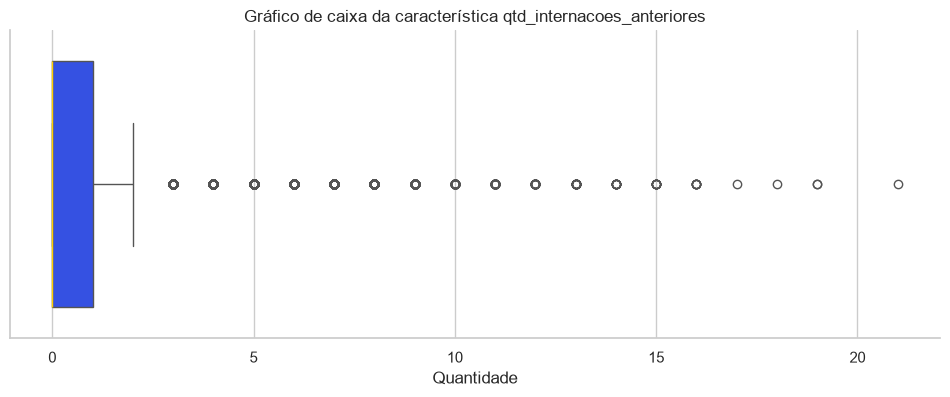 Gráfico de caixa da característica qtd_internacoes_anteriores
0 5 10 15 20
Quantidade